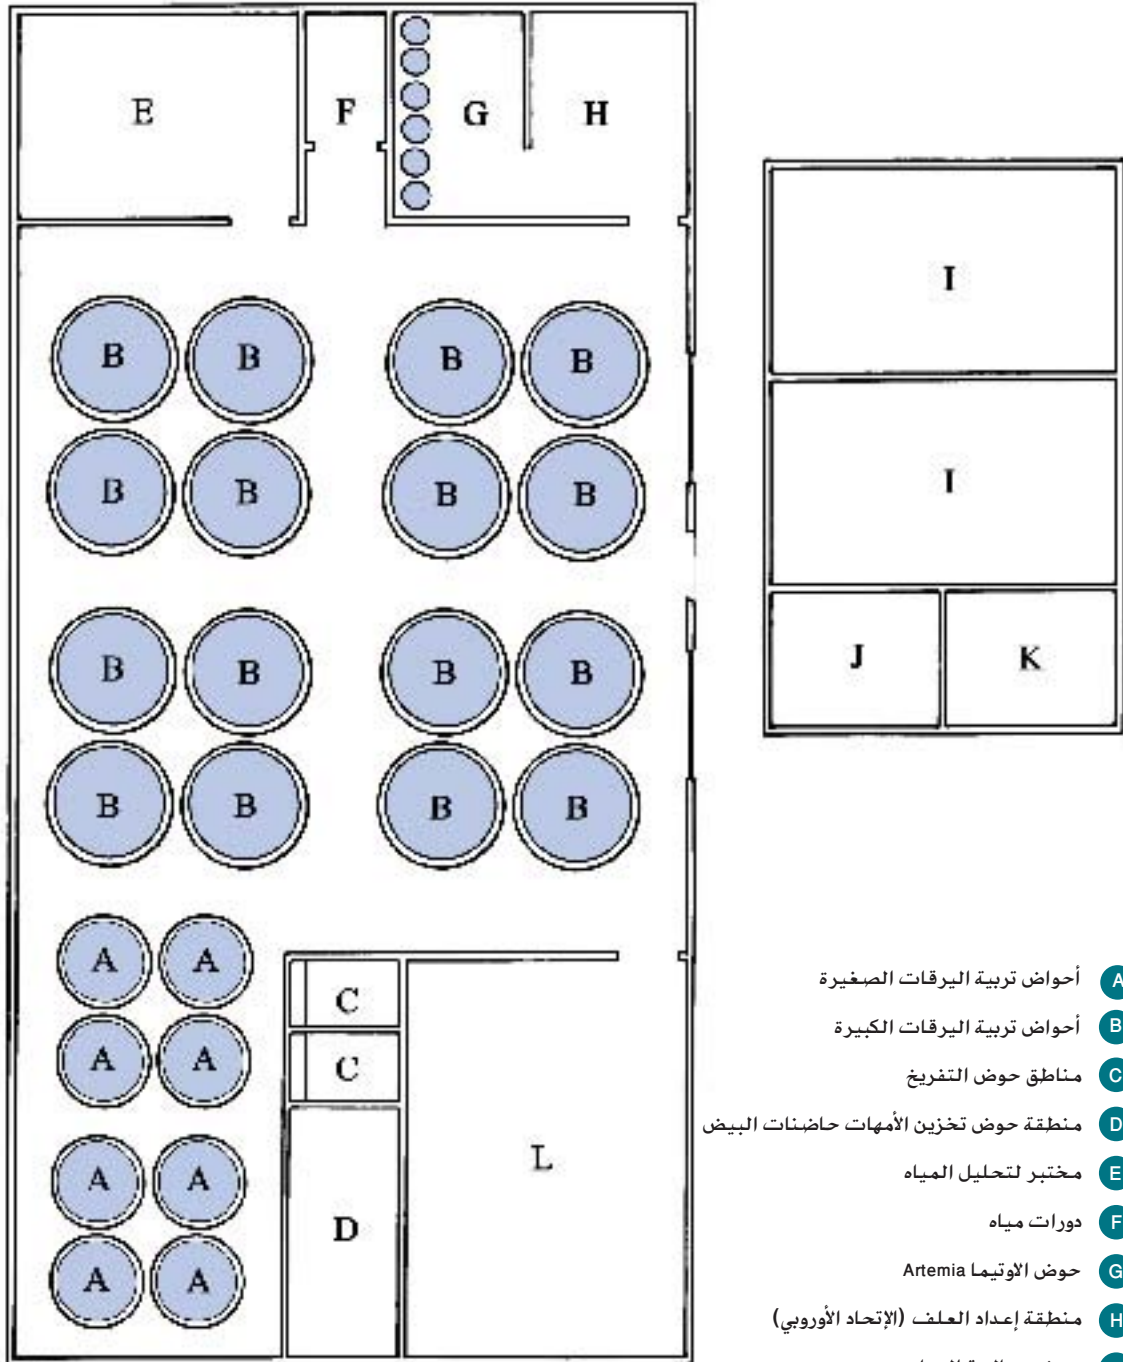 E F G H
I
B B B B
B B B B
I
J K
B B B B
B B B B
A A
C
A A
C
A A
L
D
A A
A أحواض تربية اليرقات الصغيرة
B أحواض تربية اليرقات الكبيرة
C مناطق حوض التفريخ
D منطقة حوض تخزين الأمهات حاضنات البيض
E مختبر لتحليل المياه
F دورات مياه
G حوض الاوتيما Artemia
H منطقة إعداد العلف (الإتحاد الأوروبي)